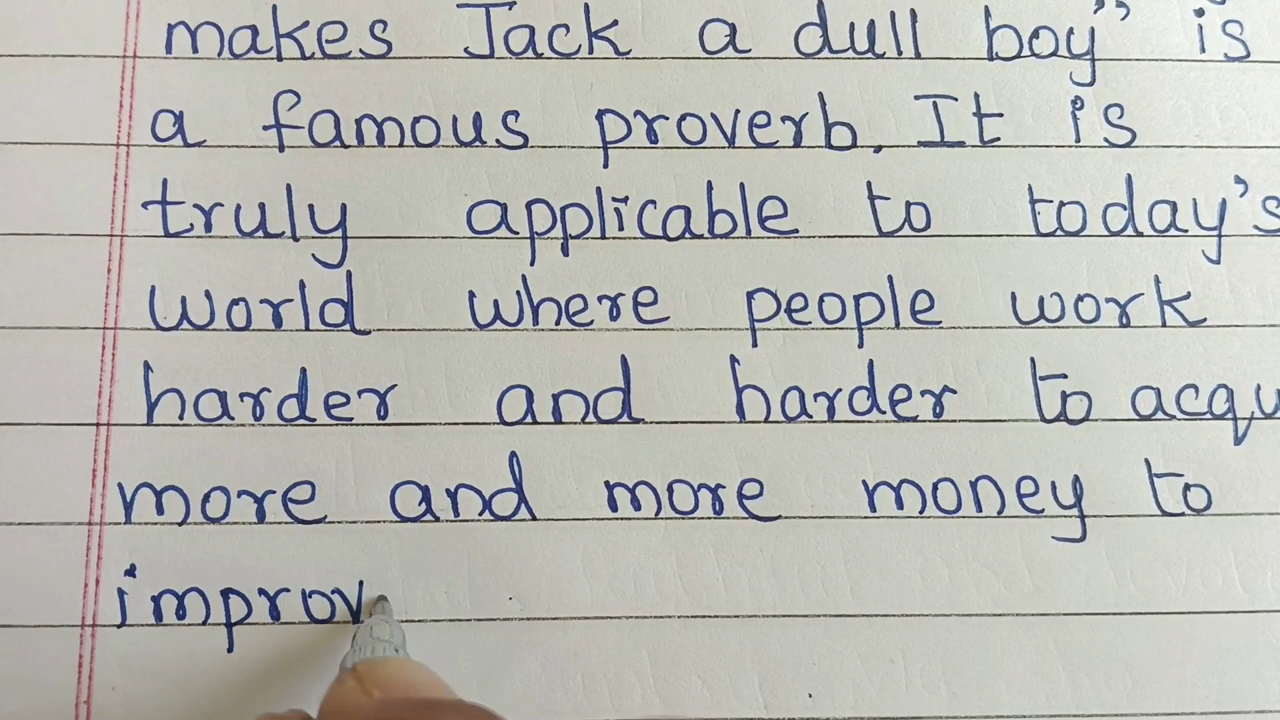 makes Jack a dull boy” is
a famous proverb. It is
truly applicable to today's
world where people work
harder and harder to acqu
more and more money to
improv